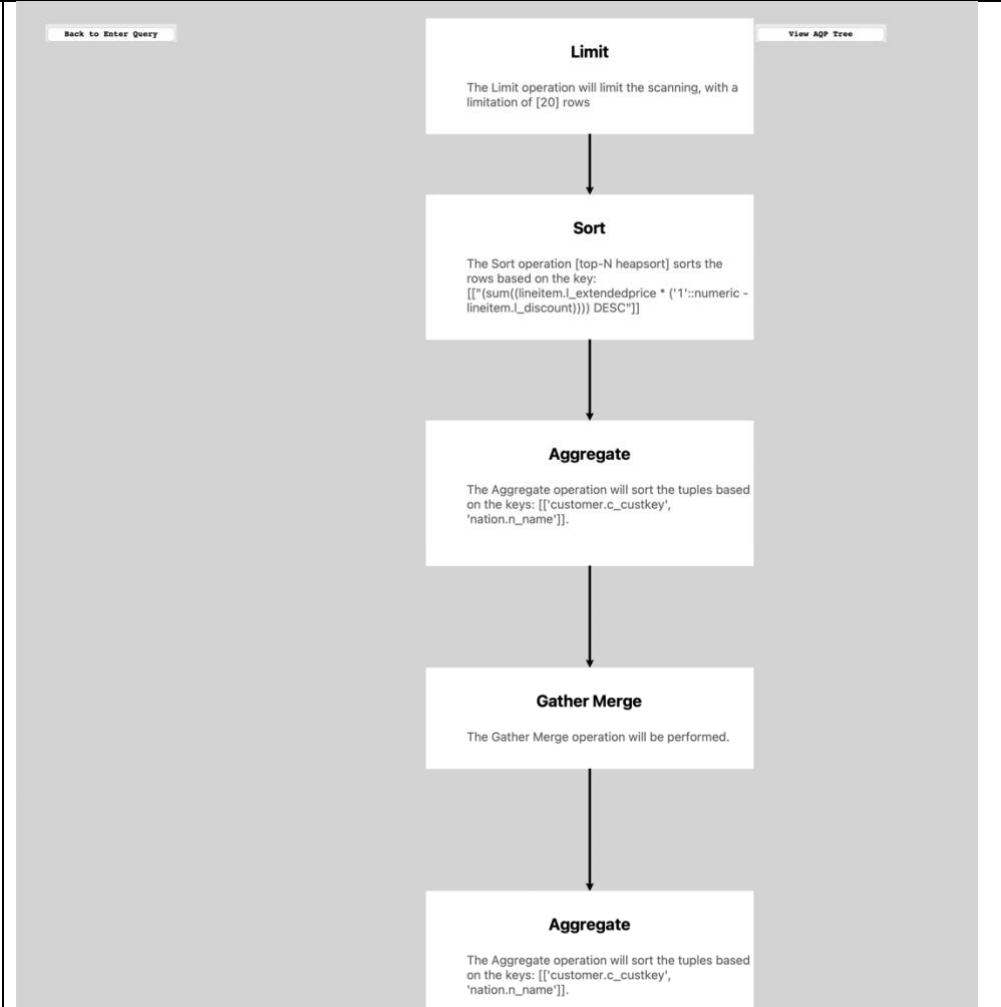 Back to Enter Query
View AQP Tree
Limit
The Limit operation will limit the scanning, with a
limitation of [20] rows
Sort
The Sort operation [top-N heapsort] sorts the
rows based on the key:
[["(sum((lineitem.l_extendedprice * ('1'::numeric -
lineitem.l_discount)))) DESC"]]
Aggregate
The Aggregate operation will sort the tuples based
on the keys: [['customer.c_custkey',
'nation.n_name']].
Gather Merge
The Gather Merge operation will be performed.
Aggregate
The Aggregate operation will sort the tuples based
on the keys: [['customer.c_custkey',
'nation.n_name']].